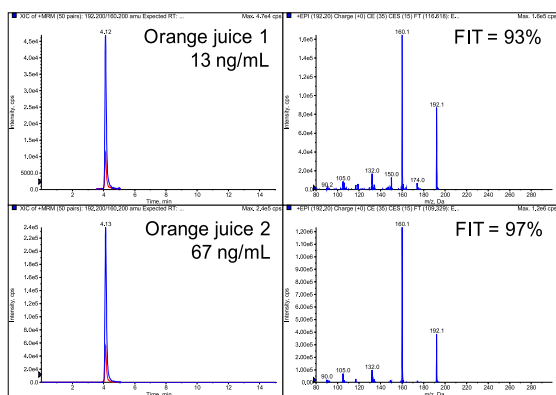 XIC of +MRM (50 pairs): 192,200/160,200 amu Expected RT: ...
Max. 4.7e4 cps.
Orange juice 1
13 ng/mL
4.12
4.5e4
4.0e4
3.5e4
3.0e4
2.5e4
2.0e4
1.5e4
1.0e4
5000.0
0.0
Intensity, cps
2 4 6 8 10 12 14
Time, min
+EPI (192,20) Charge (+0) CE (35) CES (15) FT (116,618): E...
Max. 1.6e5 cps.
FIT = 93%
160.1
192.1
132.0
150.0
105.0
174.0
90.2
1,6e5
1,4e5
1,2e5
1,0e5
8,0e4
6,0e4
4,0e4
2,0e4
0,0
Intensity, cps
80 100 120 140 160 180 200 220 240 260 280
m/z, Da
XIC of +MRM (50 pairs): 192,200/160,200 amu Expected RT: ...
Max. 2,4e5 cps.
Orange juice 2
67 ng/mL
4.13
2.4e5
2.2e5
2.0e5
1.8e5
1.6e5
1.4e5
1.2e5
1.0e5
8.0e4
6.0e4
4.0e4
2.0e4
0.0
Intensity, cps
0 2 4 6 8 10 12 14
Time, min
+EPI (192,20) Charge (+0) CE (35) CES (15) FT (109,329): E...
Max. 1,2e6 cps.
FIT = 97%
160.1
192.1
132.0
105.0
90.0
1,20e6
1,10e6
1,00e6
9,00e5
8,00e5
7,00e5
6,00e5
5,00e5
4,00e5
3,00e5
2,00e5
1,00e5
0,00
Intensity, cps
80 100 120 140 160 180 200 220 240 260 280
m/z, Da